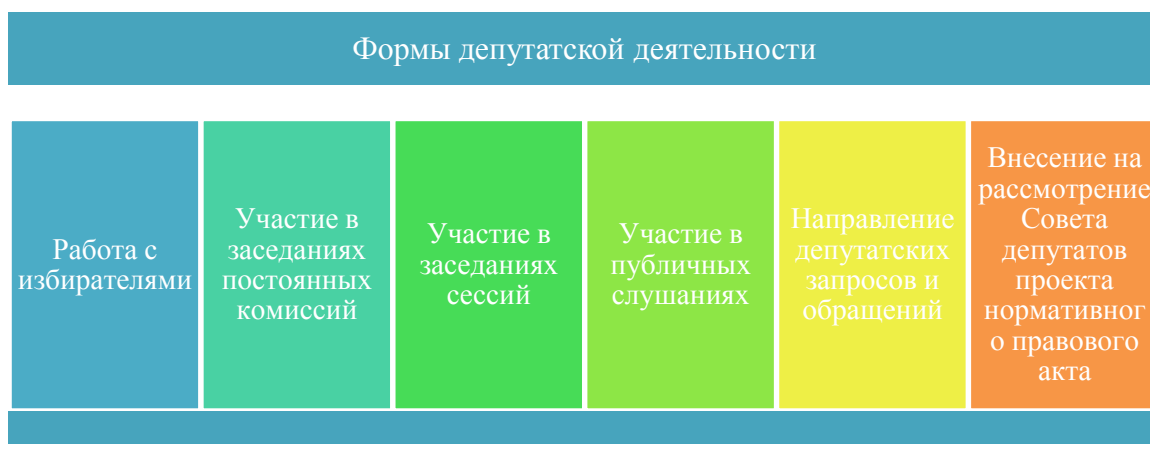 Формы депутатской деятельности
Работа с
избирателями
Участие в
заседаниях
постоянных
комиссий
Участие в
заседаниях
сессий
Участие в
публичных
слушаниях
Направление
депутатских
запросов и
обращений
Внесение на
рассмотрение
Совета
депутатов
проекта
нормативног
о правового
акта